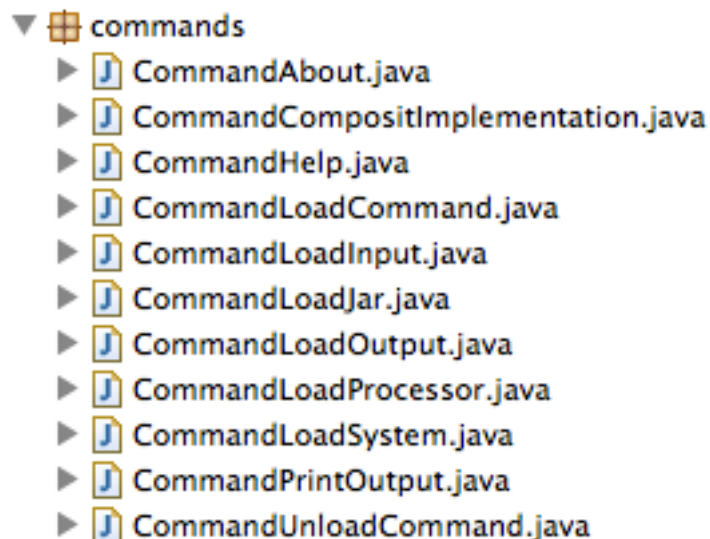 commands
CommandAbout.java
CommandCompositImplementation.java
CommandHelp.java
CommandLoadCommand.java
CommandLoadInput.java
CommandLoadJar.java
CommandLoadOutput.java
CommandLoadProcessor.java
CommandLoadSystem.java
CommandPrintOutput.java
CommandUnloadCommand.java